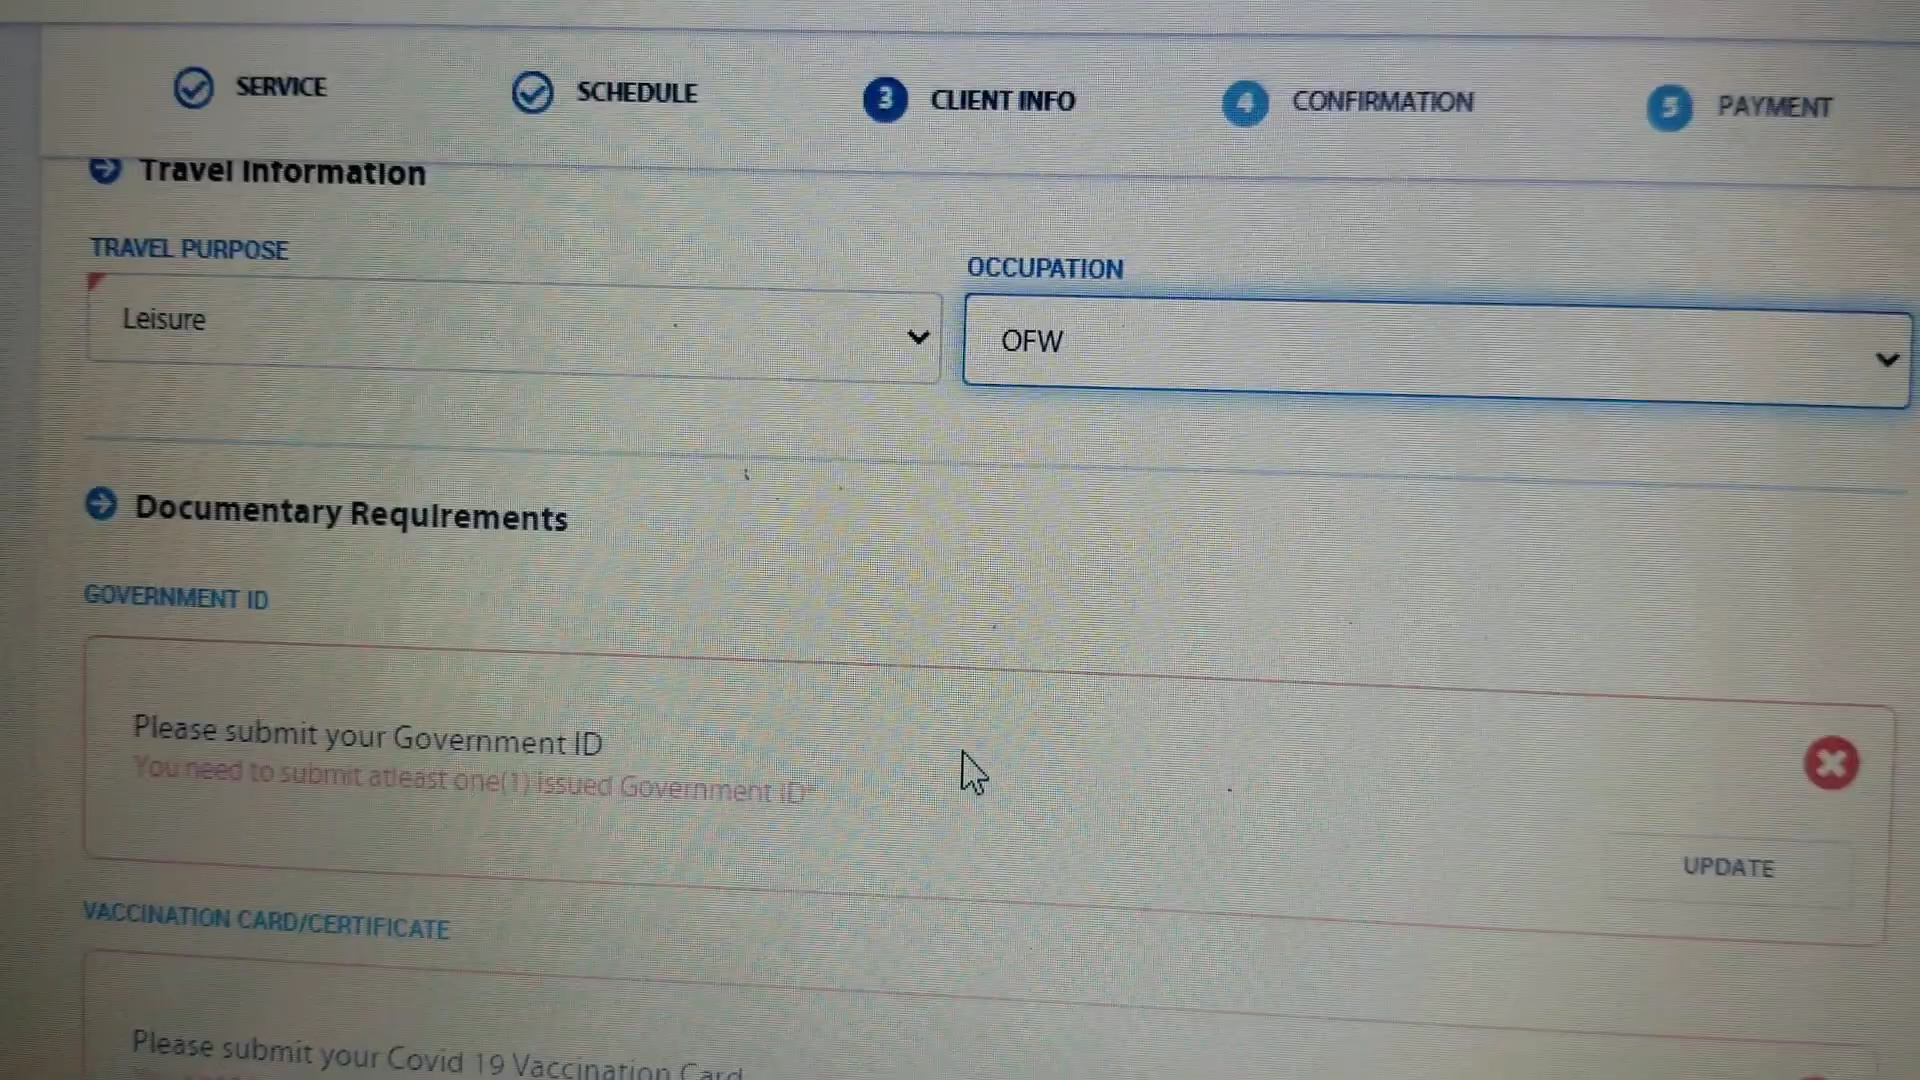 SERVICE
SCHEDULE
3 CLIENT INFO
4 CONFIRMATION
5 PAYMENT
Travel Information
TRAVEL PURPOSE
OCCUPATION
Leisure
OFW
Documentary Requirements
GOVERNMENT ID
Please submit your Government ID
You need to submit atleast one(1) issued Government ID*
UPDATE
VACCINATION CARD/CERTIFICATE
Please submit your Covid 19 Vaccination Card